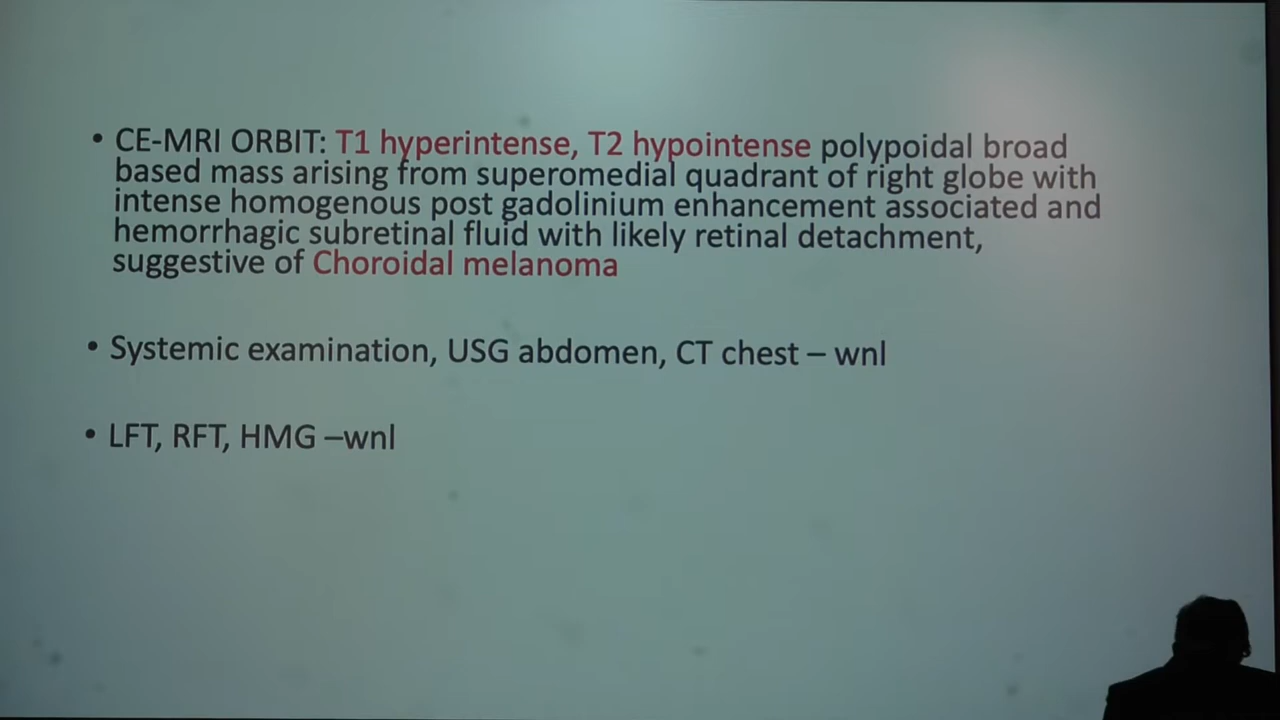 • CE-MRI ORBIT: T1 hyperintense, T2 hypointense polypoidal broad
based mass arising from superomedial quadrant of right globe with
intense homogenous post gadolinium enhancement associated and
hemorrhagic subretinal fluid with likely retinal detachment,
suggestive of Choroidal melanoma
• Systemic examination, USG abdomen, CT chest – wnl
• LFT, RFT, HMG –wnl